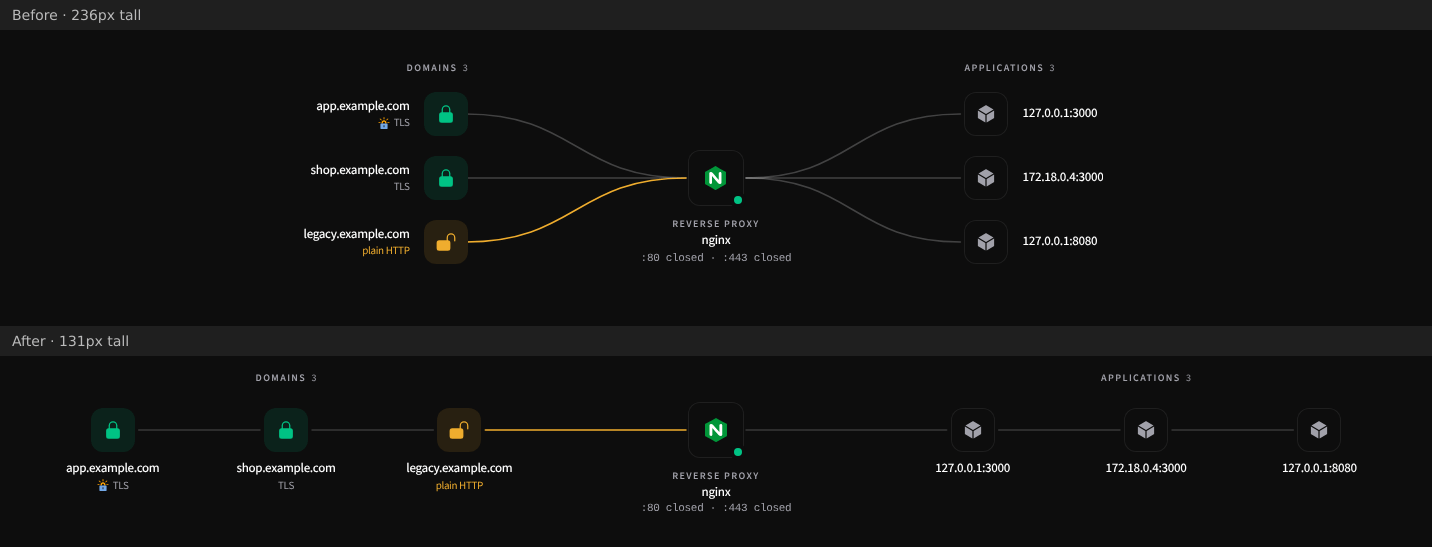 Before · 236px tall
DOMAINS 3
APPLICATIONS 3
app.example.com
TLS
127.0.0.1:3000
shop.example.com
TLS
N
172.18.0.4:3000
legacy.example.com
plain HTTP
REVERSE PROXY
nginx
:80 closed · :443 closed
127.0.0.1:8080
After · 131px tall
DOMAINS 3
APPLICATIONS 3
N
app.example.com
TLS
shop.example.com
TLS
legacy.example.com
plain HTTP
REVERSE PROXY
nginx
:80 closed · :443 closed
127.0.0.1:3000
172.18.0.4:3000
127.0.0.1:8080